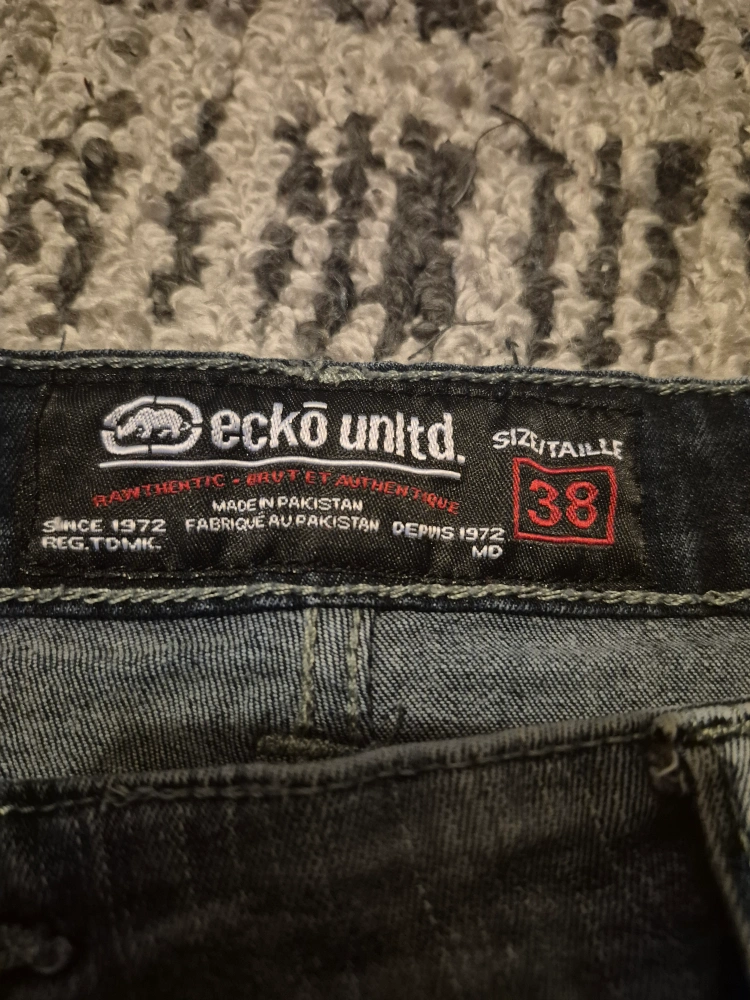 eckō unltd.
SIZE/TAILLE
38
RAWTHENTIC - BRUT ET AUTHENTIQUE
MADE IN PAKISTAN
FABRIQUÉ AU PAKISTAN
SINCE 1972
REG.TDMK.
DEPUIS 1972
MD